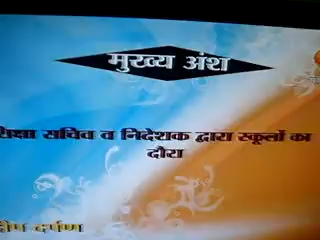 मुख्य अंश
शिक्षा सचिव व निदेशक द्वारा स्कूलों का
दौरा
दीप दर्पण